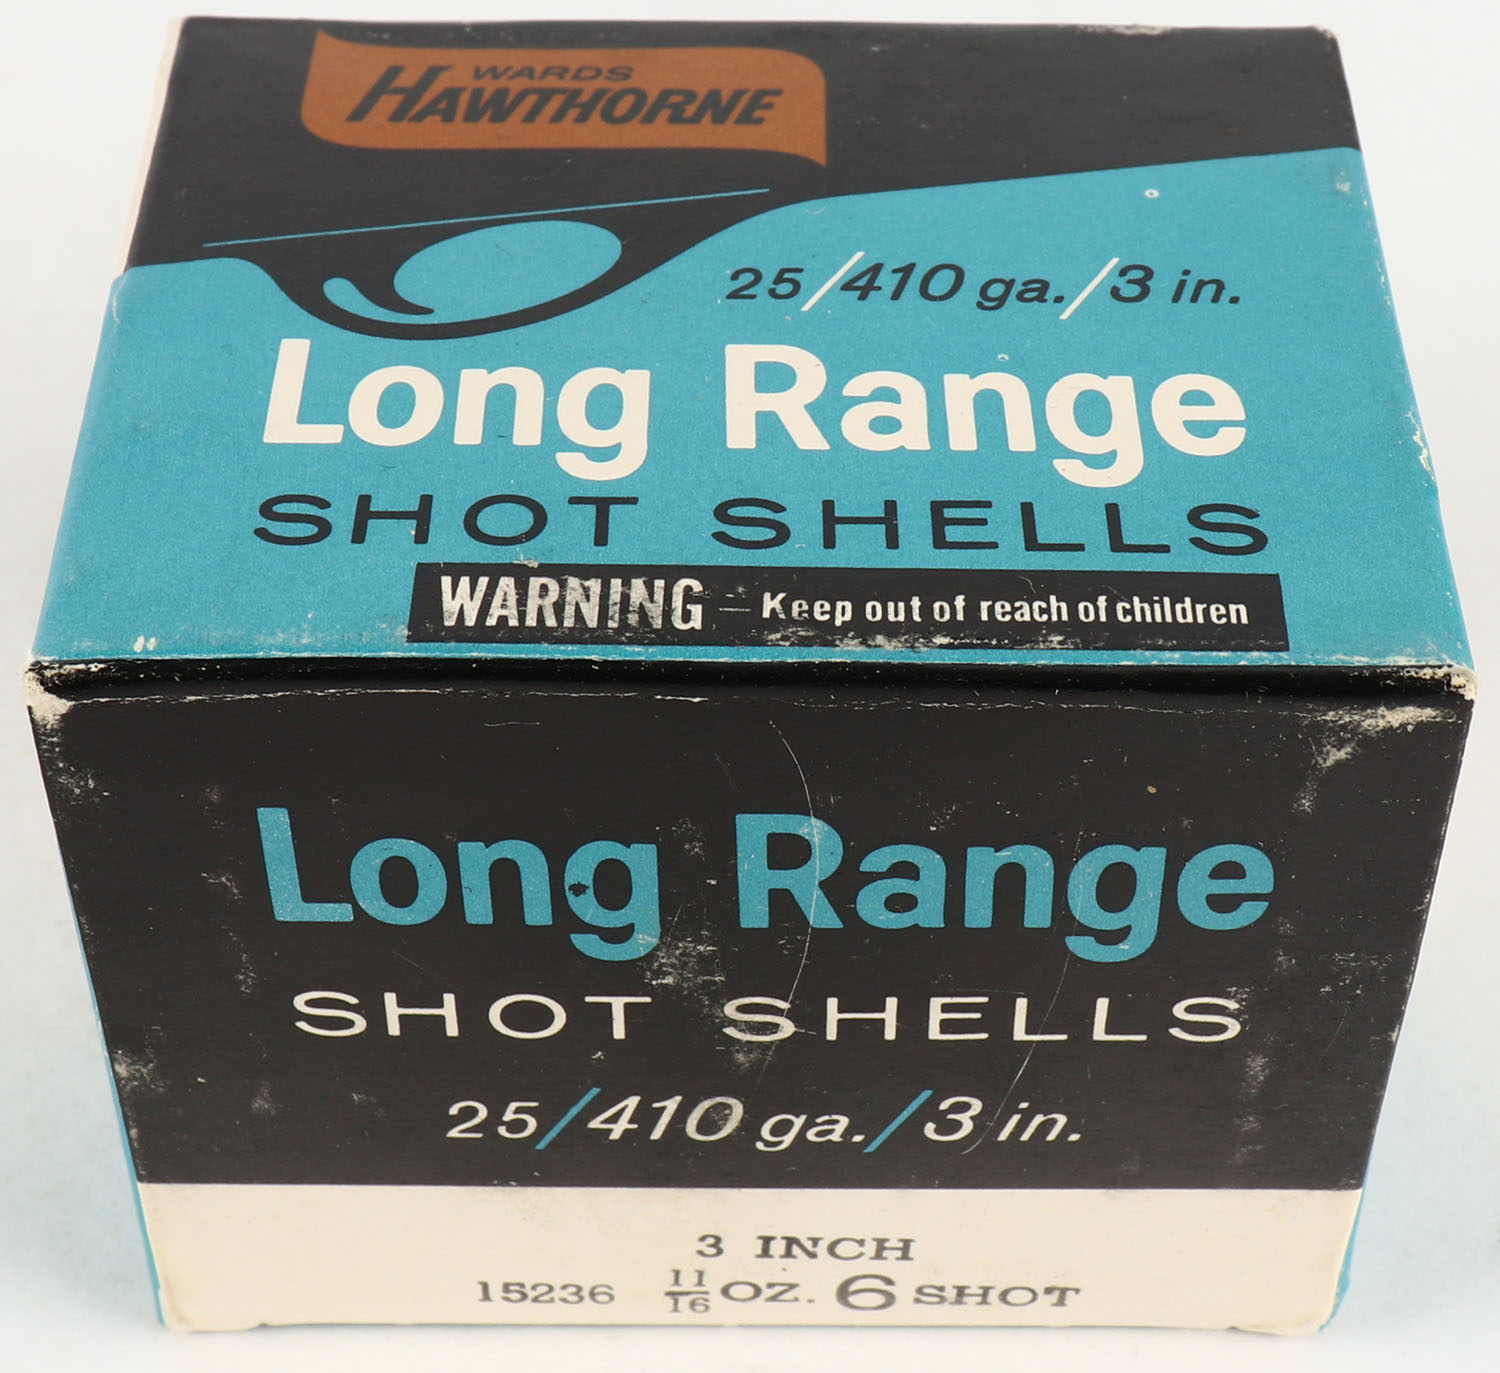 WARDS
HAWTHORNE
25/410 ga./3 in.
Long Range
SHOT SHELLS
WARNING – Keep out of reach of children
Long Range
SHOT SHELLS
25/410 ga./3 in.
3 INCH
15236 11/16 OZ. 6 SHOT